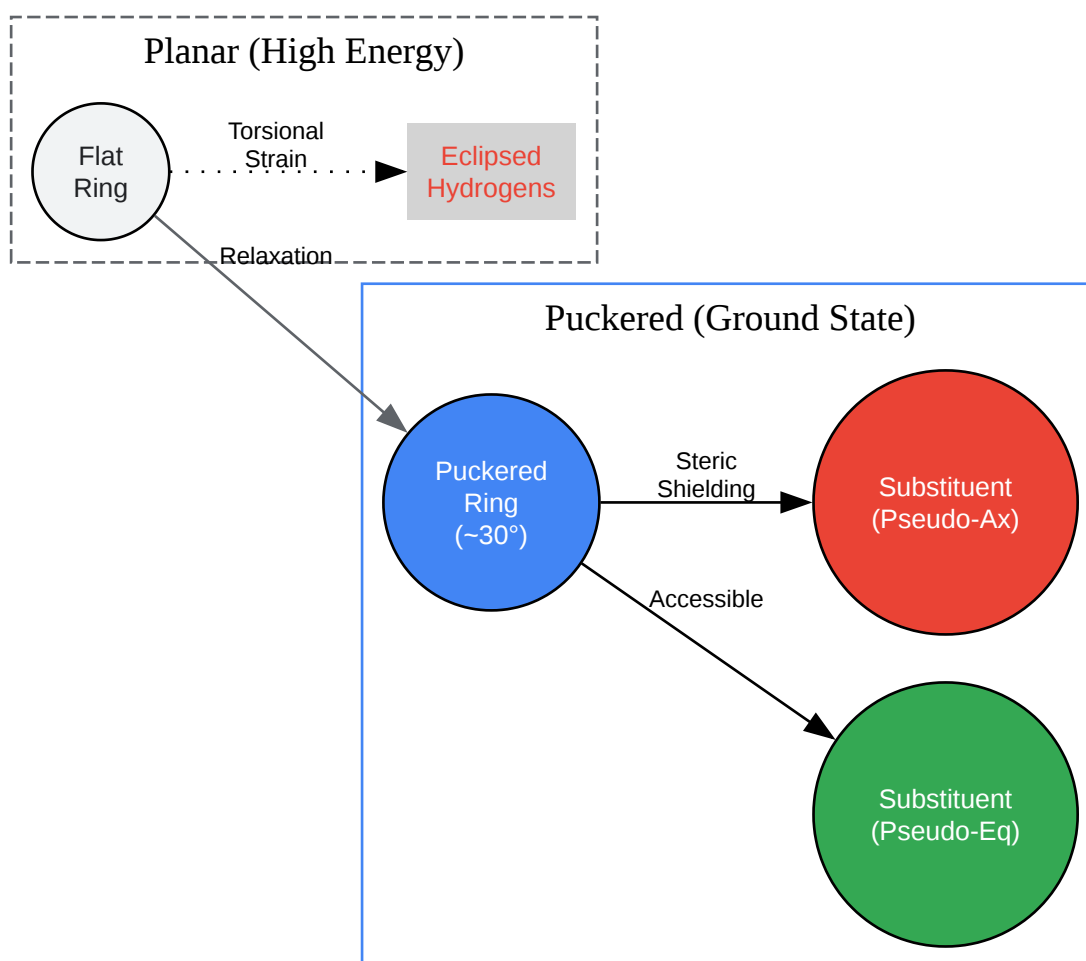 Planar (High Energy)
Flat
Ring
Torsional
Strain
Eclipsed
Hydrogens
Relaxation
Puckered (Ground State)
Puckered
Ring
(~30°)
Steric
Shielding
Substituent
(Pseudo-Ax)
Accessible
Substituent
(Pseudo-Eq)